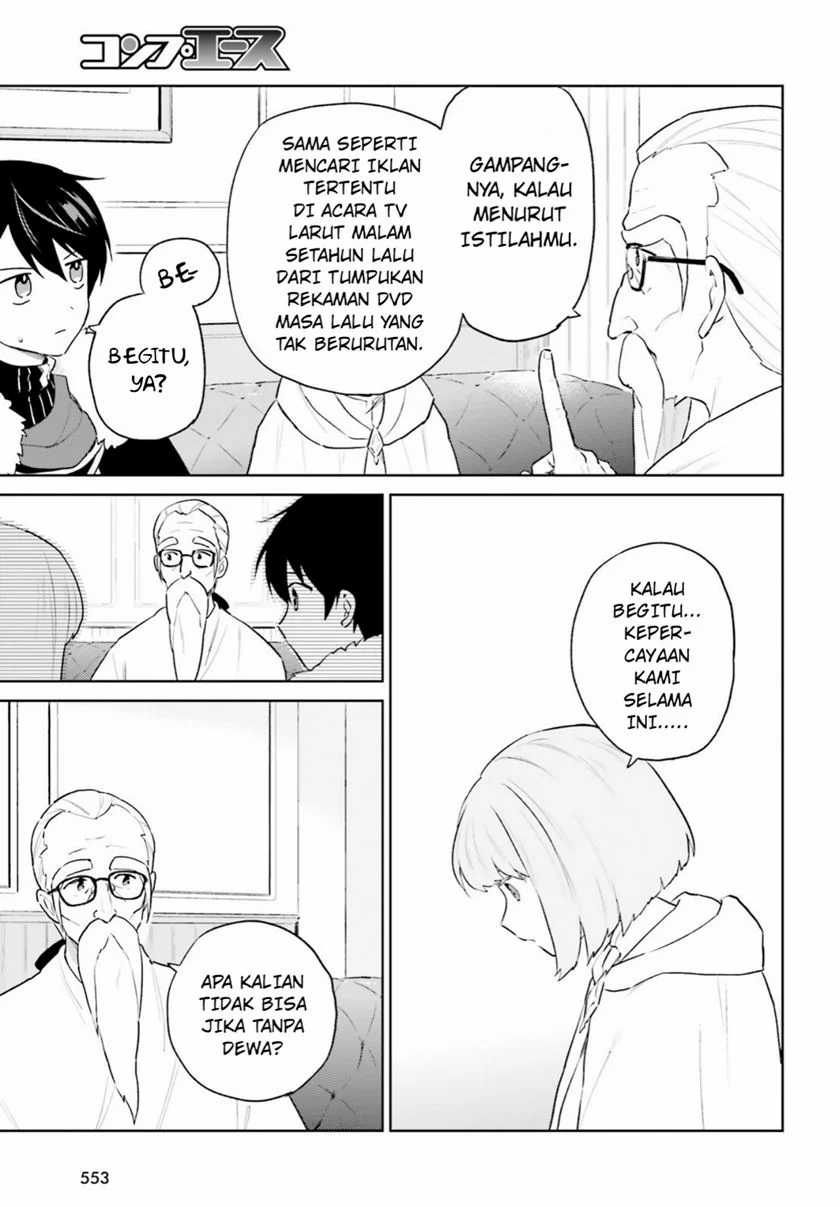 コンプエース
GAMPANG-
NYA, KALAU
MENURUT
ISTILAHMU.
SAMA SEPERTI
MENCARI IKLAN
TERTENTU
DI ACARA TV
LARUT MALAM
SETAHUN LALU
DARI TUMPUKAN
REKAMAN DVD
MASA LALU YANG
TAK BERURUTAN.
BE-
BEGITU,
YA?
KALAU
BEGITU...
KEPER-
CAYAAN
KAMI
SELAMA
INI.....
APA KALIAN
TIDAK BISA
JIKA TANPA
DEWA?
553